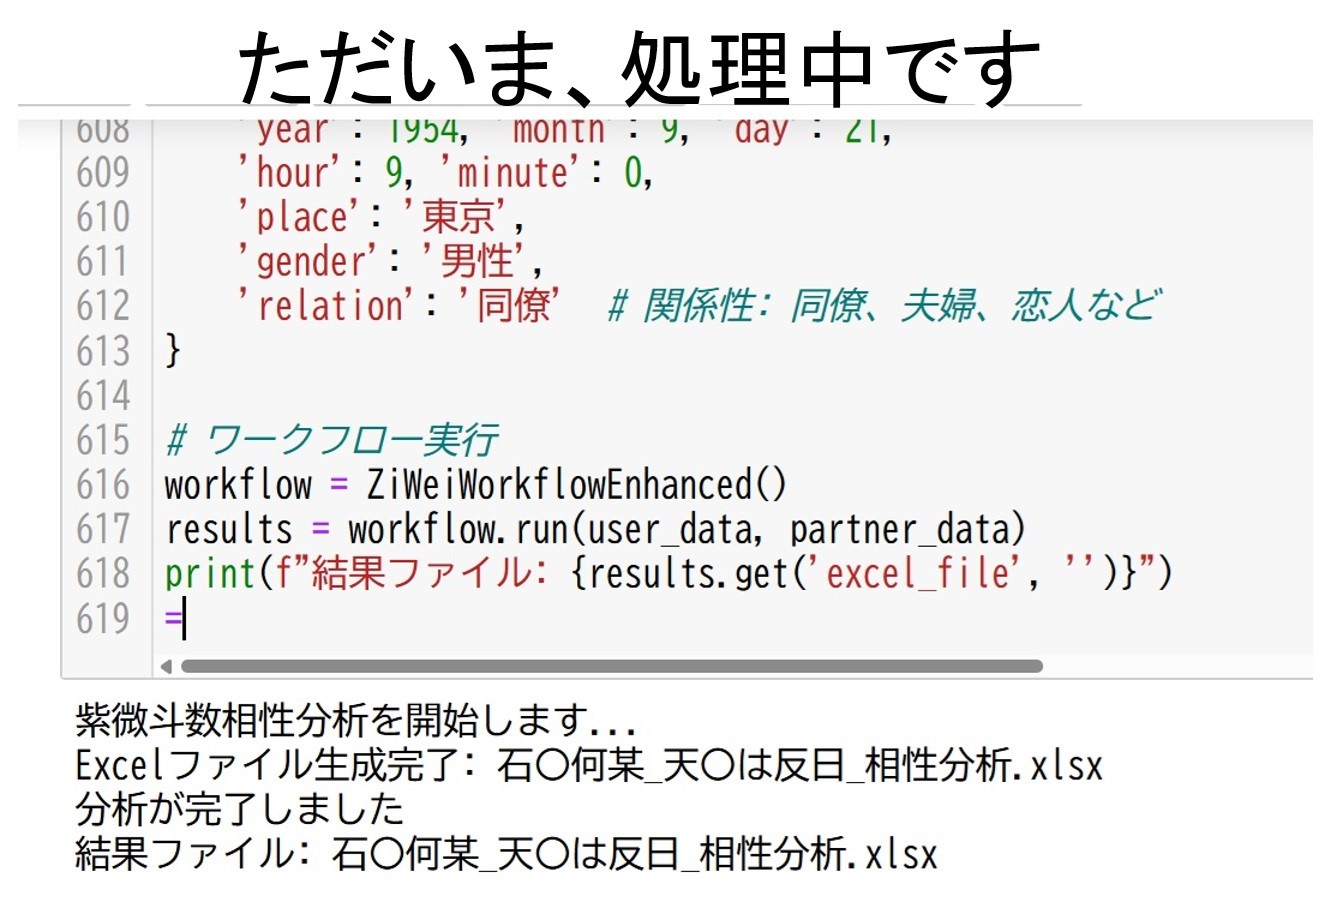 ただいま、処理中です
608 'year': 1954, 'month': 9, 'day': 21,
609 'hour': 9, 'minute': 0,
610 'place': '東京',
611 'gender': '男性',
612 'relation': '同僚' # 関係性: 同僚、夫婦、恋人など
613 }
614
615 # ワークフロー実行
616 workflow = ZiWeiWorkflowEnhanced()
617 results = workflow.run(user_data, partner_data)
618 print(f"結果ファイル: {results.get('excel_file', '')}")
619 =
紫微斗数相性分析を開始します...
Excelファイル生成完了: 石〇何某_天〇は反日_相性分析.xlsx
分析が完了しました
結果ファイル: 石〇何某_天〇は反日_相性分析.xlsx